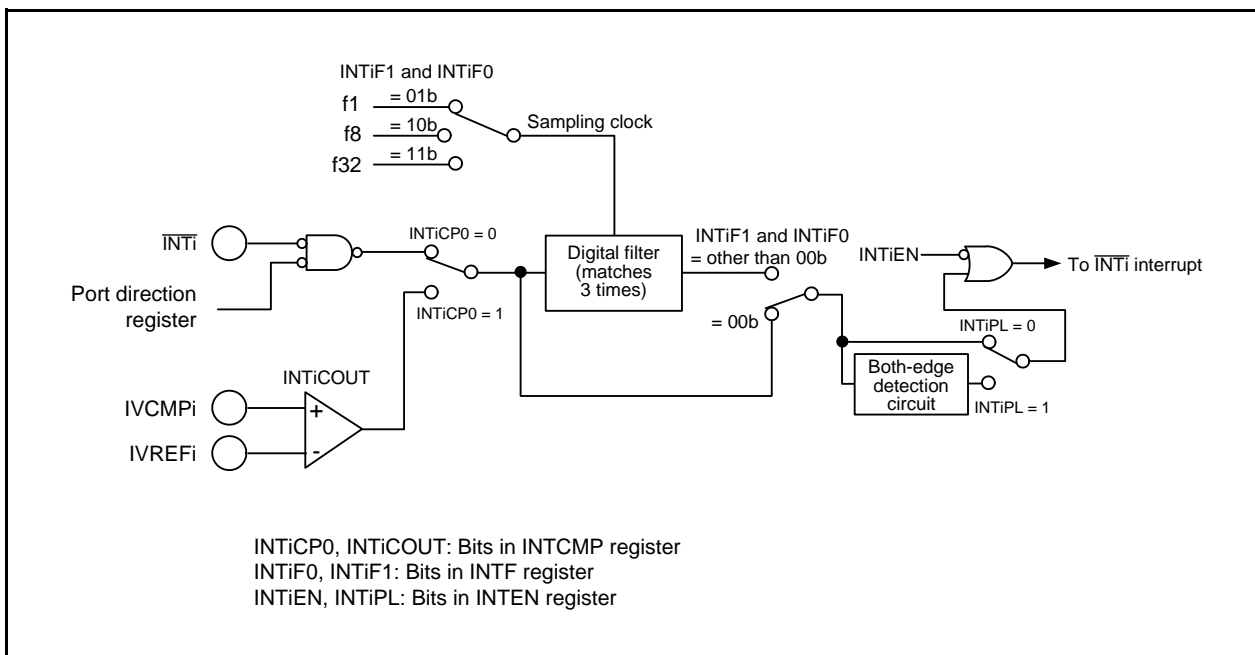 INTiF1 and INTiF0
f1
= 01b
f8
= 10b
f32
= 11b
Sampling clock
INTi
Port direction
register
INTiCP0 = 0
INTiCP0 = 1
Digital filter
(matches
3 times)
INTiF1 and INTiF0
= other than 00b
= 00b
INTiEN
To INTi interrupt
INTiPL = 0
Both-edge
detection
circuit
INTiPL = 1
INTiCOUT
IVCMPi
+
IVREFi
-
INTiCP0, INTiCOUT: Bits in INTCMP register
INTiF0, INTiF1: Bits in INTF register
INTiEN, INTiPL: Bits in INTEN register